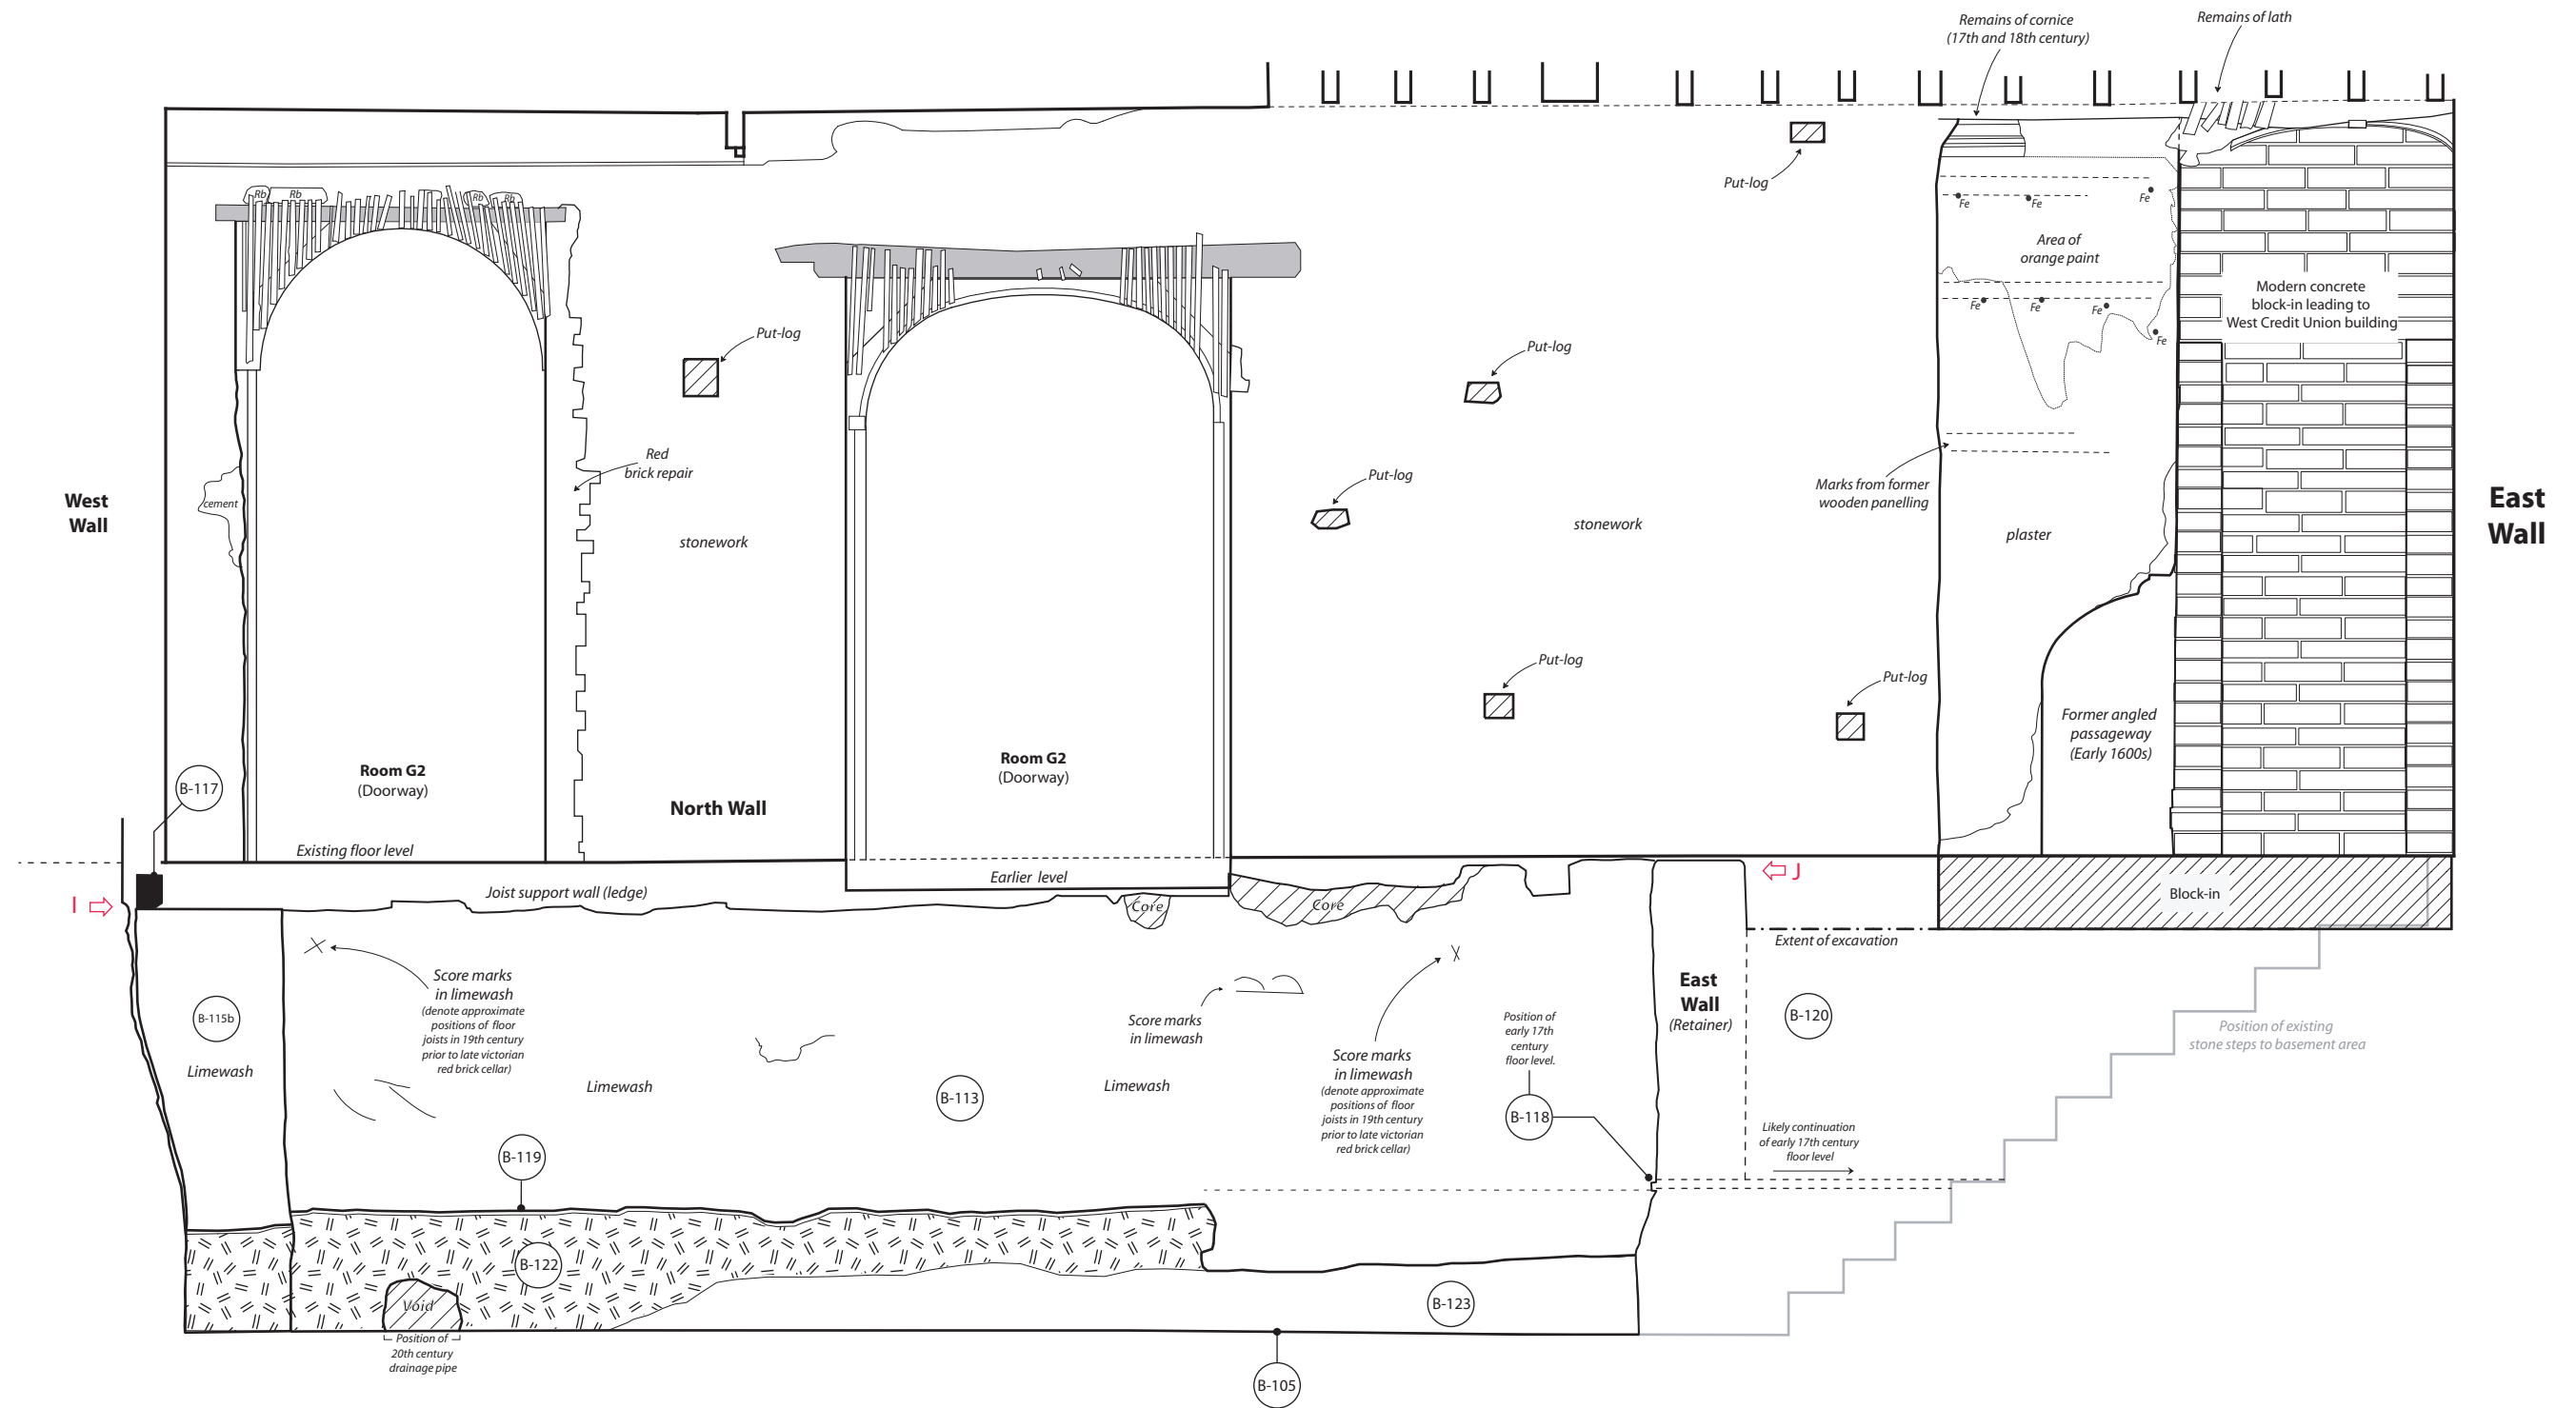 Remains of cornice
(17th and 18th century)
Remains of lath
Put-log
Rb
Rb
Rb
Rb
Fe
Fe
Fe
Area of
orange paint
Modern concrete
block-in leading to
West Credit Union building
Fe
Fe
Fe
Fe
Put-log
Put-log
Red
brick repair
Put-log
Marks from former
wooden panelling
West
Wall
cement
East
Wall
stonework
stonework
plaster
Put-log
Put-log
Former angled
passageway
(Early 1600s)
Room G2
(Doorway)
Room G2
(Doorway)
B-117
North Wall
Existing floor level
Earlier level
J
Joist support wall (ledge)
I
Core
Core
Block-in
Extent of excavation
Score marks
in limewash
(denote approximate
positions of floor
joists in 19th century
prior to late victorian
red brick cellar)
East
Wall
(Retainer)
B-115b
Limewash
Score marks
in limewash
Position of
early 17th
century
floor level.
B-120
Position of existing
stone steps to basement area
Score marks
in limewash
(denote approximate
positions of floor
joists in 19th century
prior to late victorian
red brick cellar)
Limewash
B-113
Limewash
B-118
Likely continuation
of early 17th century
floor level
B-119
B-122
Void
B-123
Position of
20th century
drainage pipe
B-105